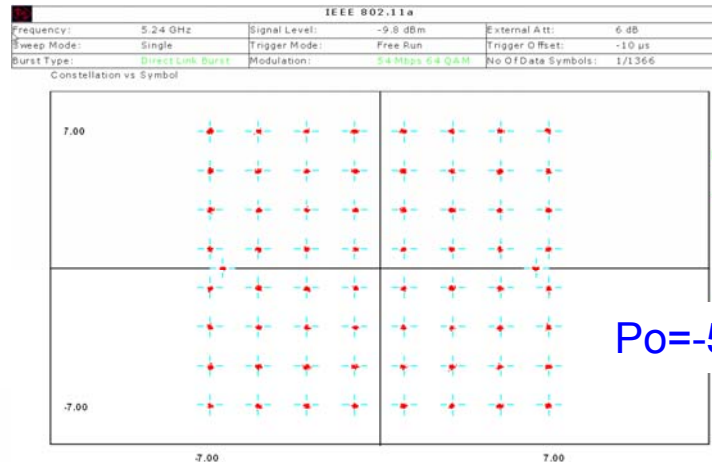 IEEE 802.11a
Frequency: 5.24 GHz Signal Level: -9.8 dBm External Att: 6 dB
Sweep Mode: Single Trigger Mode: Free Run Trigger Offset: -10 µs
Burst Type: Direct Link Burst Modulation: 54 Mbps 64 QAM No Of Data Symbols: 1/1366
Constellation vs Symbol
7.00
Po=-5
-7.00
-7.00 7.00